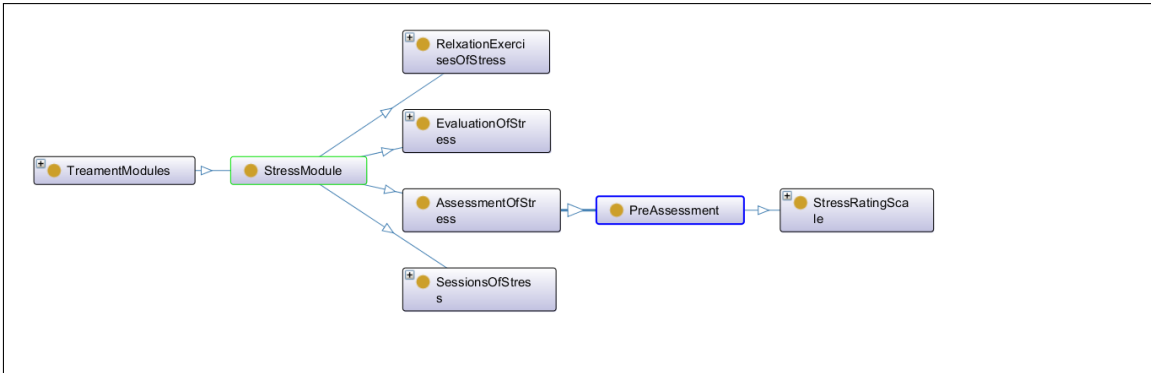 RelxationExerci
sesOfStress
EvaluationOfStr
ess
TreamentModules
StressModule
AssessmentOfStr
ess
PreAssessment
StressRatingSca
le
SessionsOfStres
s